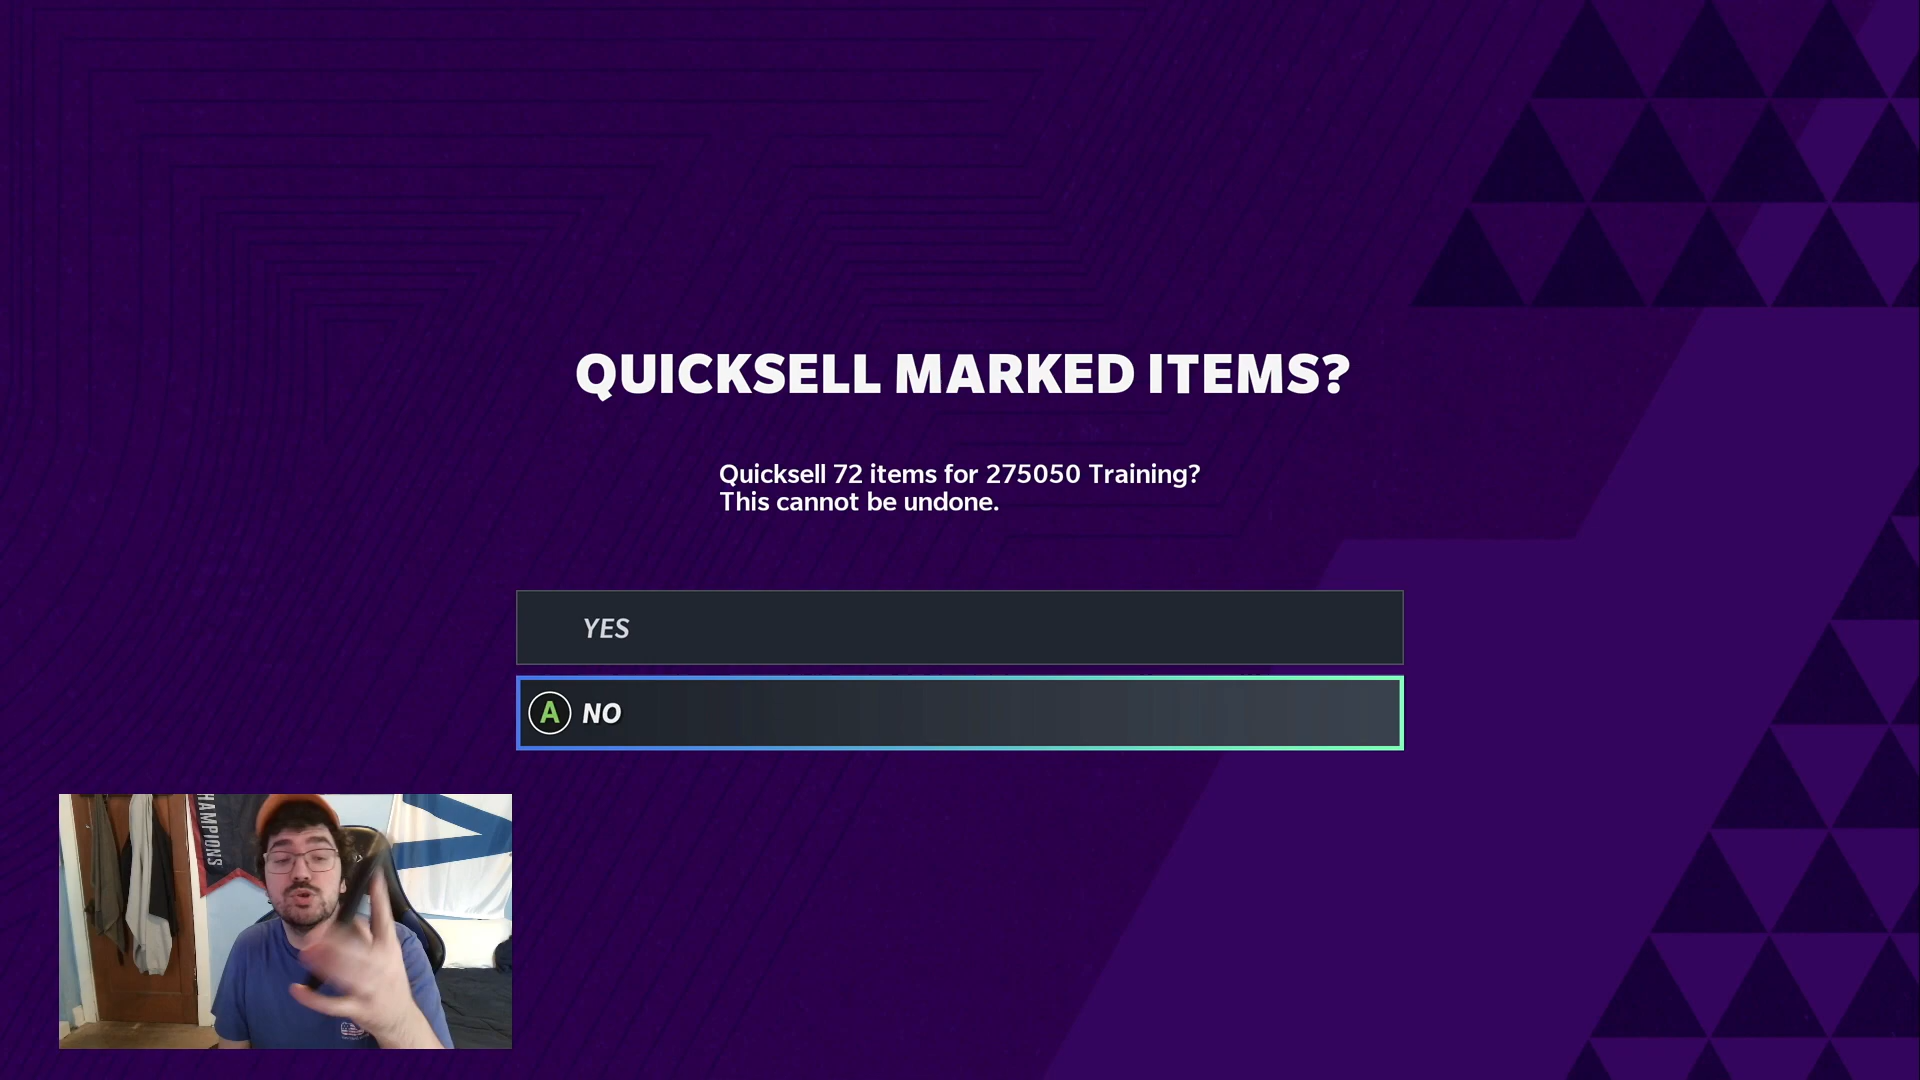 QUICKSELL MARKED ITEMS?
Quicksell 72 items for 275050 Training?
This cannot be undone.
YES
A NO
HAMPIONS